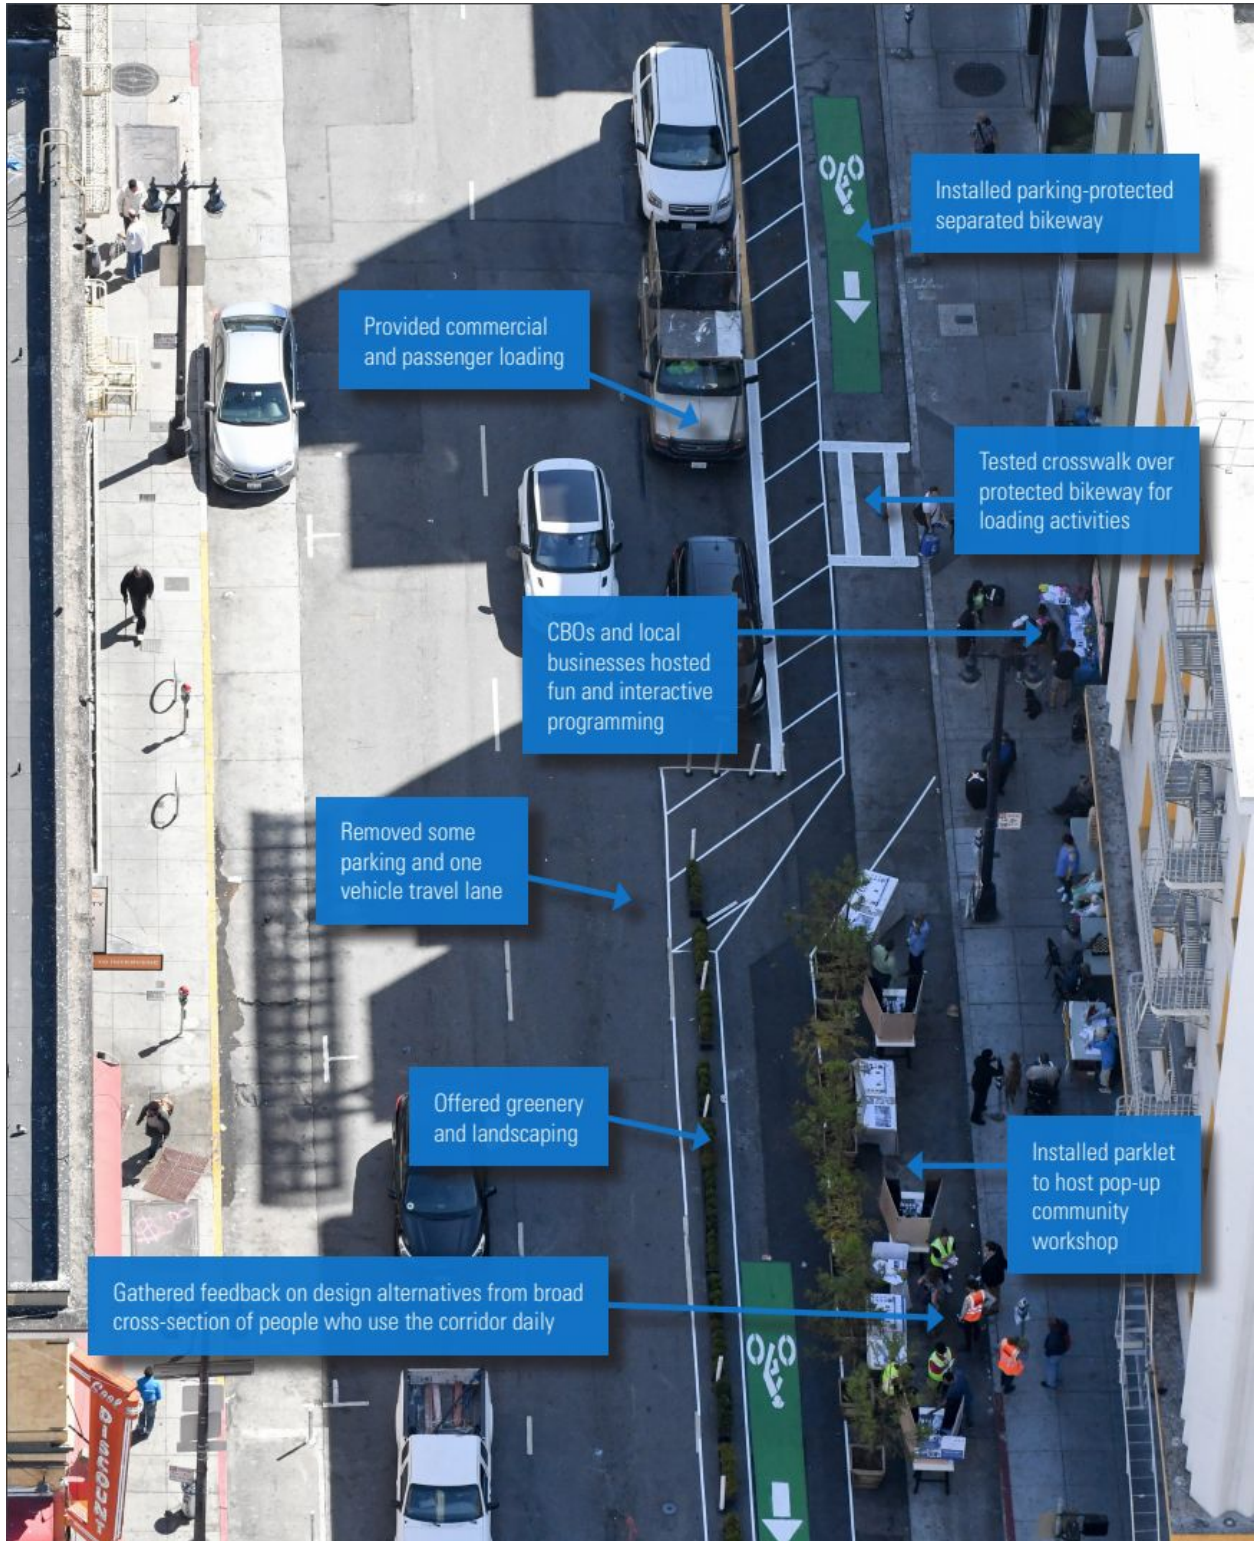 Installed parking-protected
separated bikeway
Provided commercial
and passenger loading
Tested crosswalk over
protected bikeway for
loading activities
CBOs and local
businesses hosted
fun and interactive
programming
Removed some
parking and one
vehicle travel lane
Offered greenery
and landscaping
Installed parklet
to host pop-up
community
workshop
Gathered feedback on design alternatives from broad
cross-section of people who use the corridor daily
DISCOUNT